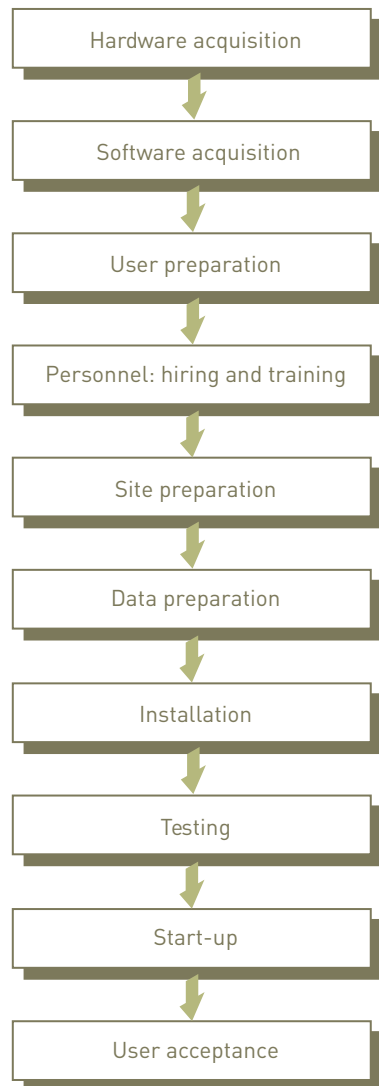 Hardware acquisition
Software acquisition
User preparation
Personnel: hiring and training
Site preparation
Data preparation
Installation
Testing
Start-up
User acceptance